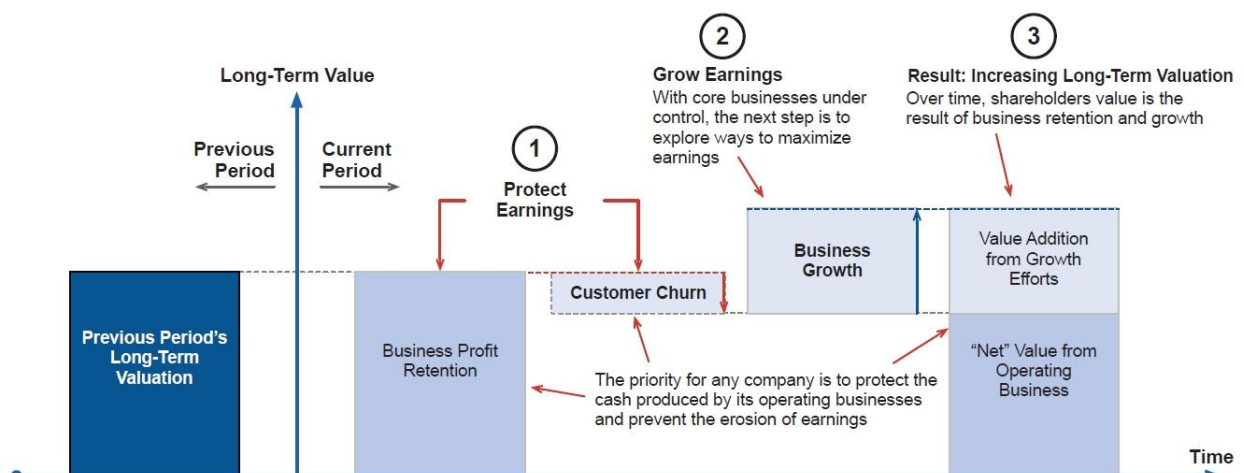 2
3
Long-Term Value
Grow Earnings
With core businesses under
control, the next step is to
explore ways to maximize
earnings
Result: Increasing Long-Term Valuation
Over time, shareholders value is the
result of business retention and growth
Previous
Period
Current
Period
1
Protect
Earnings
Previous Period's
Long-Term
Valuation
Business Profit
Retention
Customer Churn
Business
Growth
Value Addition
from Growth
Efforts
The priority for any company is to protect the
cash produced by its operating businesses
and prevent the erosion of earnings
“Net” Value from
Operating
Business
Time